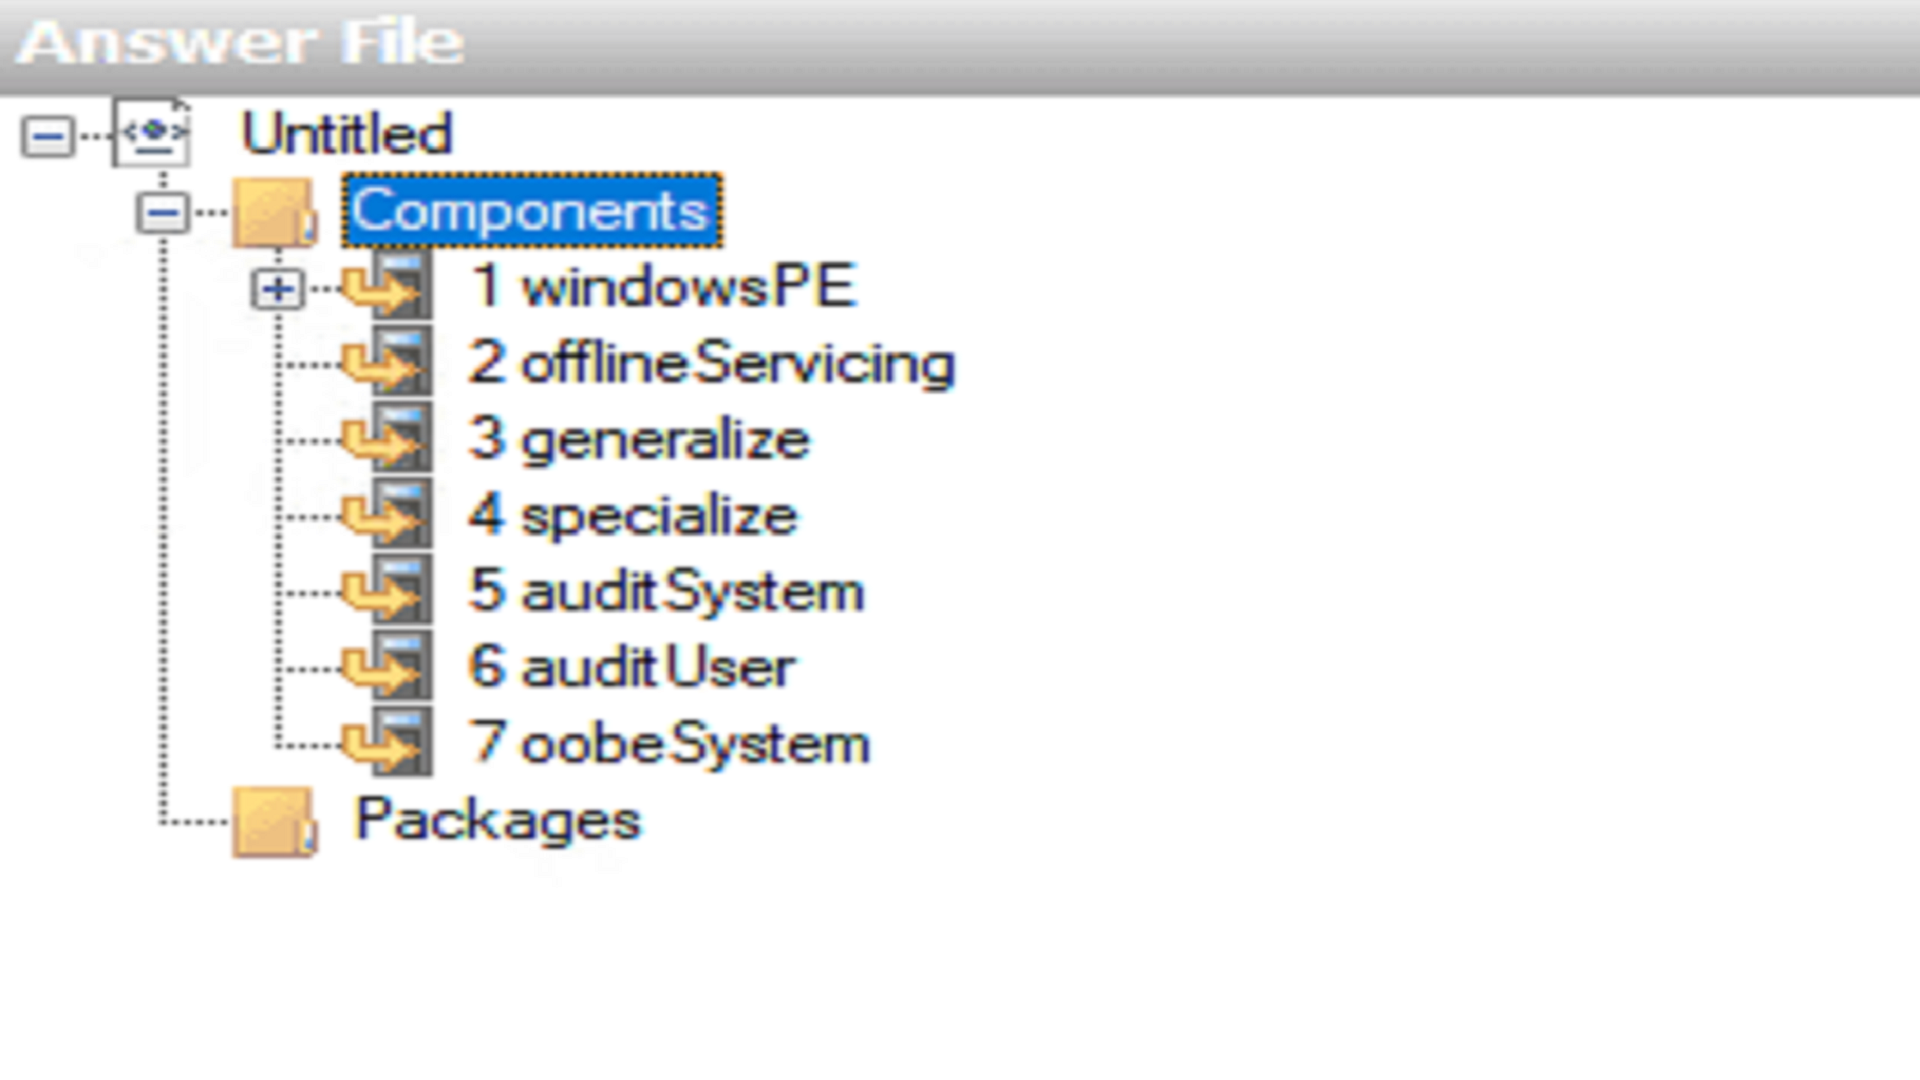 Answer File
Untitled
Components
1 windowsPE
2 offlineServicing
3 generalize
4 specialize
5 auditSystem
6 auditUser
7 oobeSystem
Packages